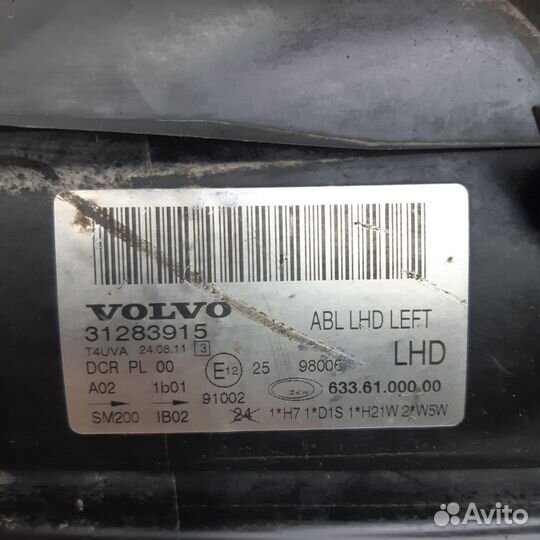 VOLVO
31283915
ABL LHD LEFT
T4UVA 24.08.11 3
LHD
DCR PL 00 E12 25 98006
A02 1b01 91002 ZKW 633.61.000.00
SM200 IB02 24 1*H7 1*D1S 1*H21W 2*W5W
Avito